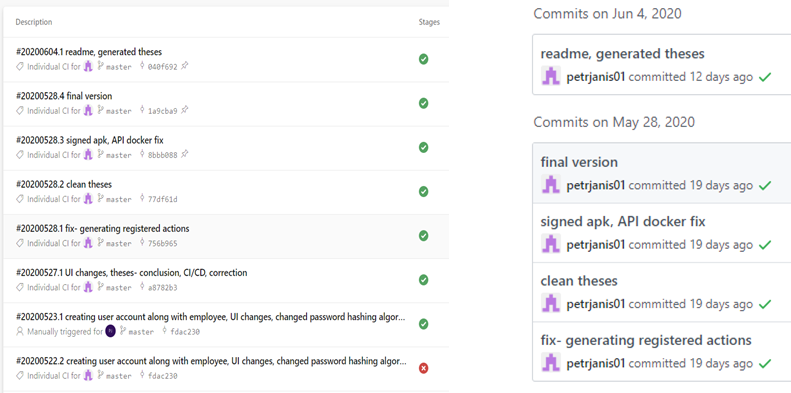 Description Stages
#20200604.1 readme, generated theses
Individual CI for master 040f692
#20200528.4 final version
Individual CI for master 1a9cba9
#20200528.3 signed apk, API docker fix
Individual CI for master 8bbb088
#20200528.2 clean theses
Individual CI for master 77df61d
#20200528.1 fix- generating registered actions
Individual CI for master 756b965
#20200527.1 UI changes, theses- conclusion, CI/CD, correction
Individual CI for master a8782b3
#20200523.1 creating user account along with employee, UI changes, changed password hashing algor...
Manually triggered for master fdac230
#20200522.2 creating user account along with employee, UI changes, changed password hashing algor...
Individual CI for master fdac230
Commits on Jun 4, 2020
readme, generated theses
petrjanis01 committed 12 days ago
Commits on May 28, 2020
final version
petrjanis01 committed 19 days ago
signed apk, API docker fix
petrjanis01 committed 19 days ago
clean theses
petrjanis01 committed 19 days ago
fix- generating registered actions
petrjanis01 committed 19 days ago